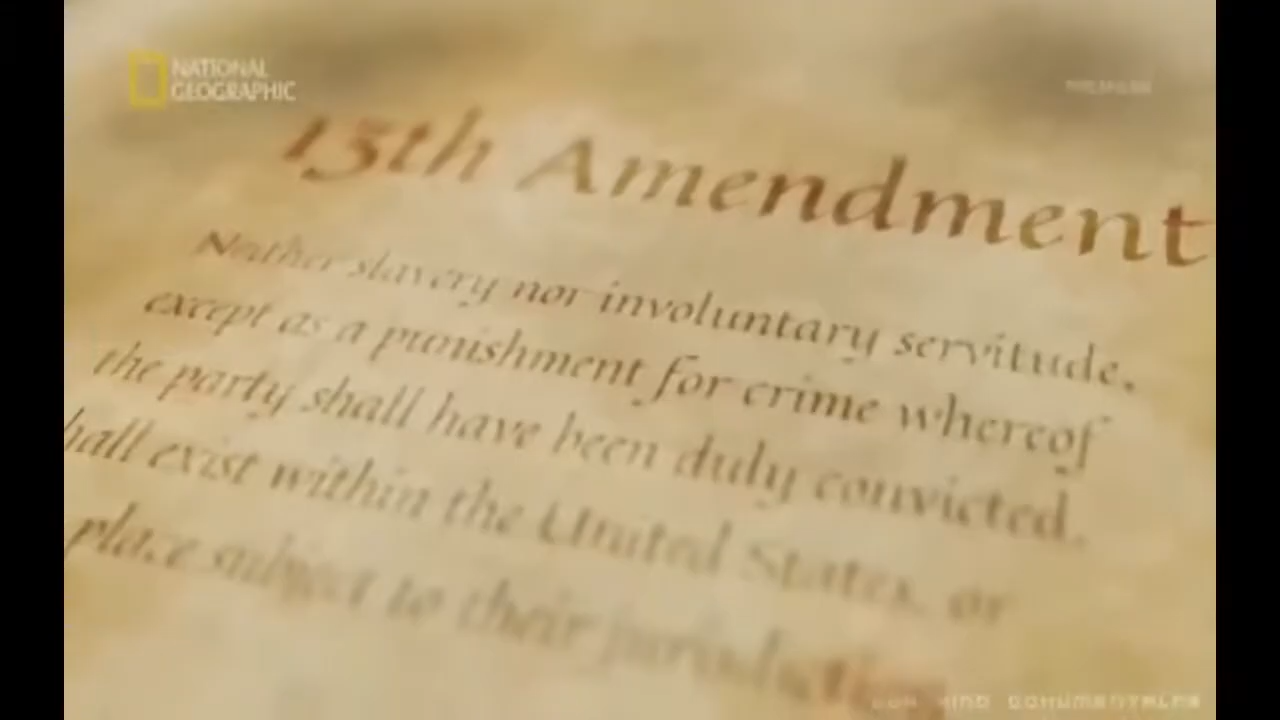 NATIONAL
GEOGRAPHIC
13th Amendment
Neither slavery nor involuntary servitude,
except as a punishment for crime whereof
the party shall have been duly convicted,
hall exist within the United States, or
place subject to their jurisdiction